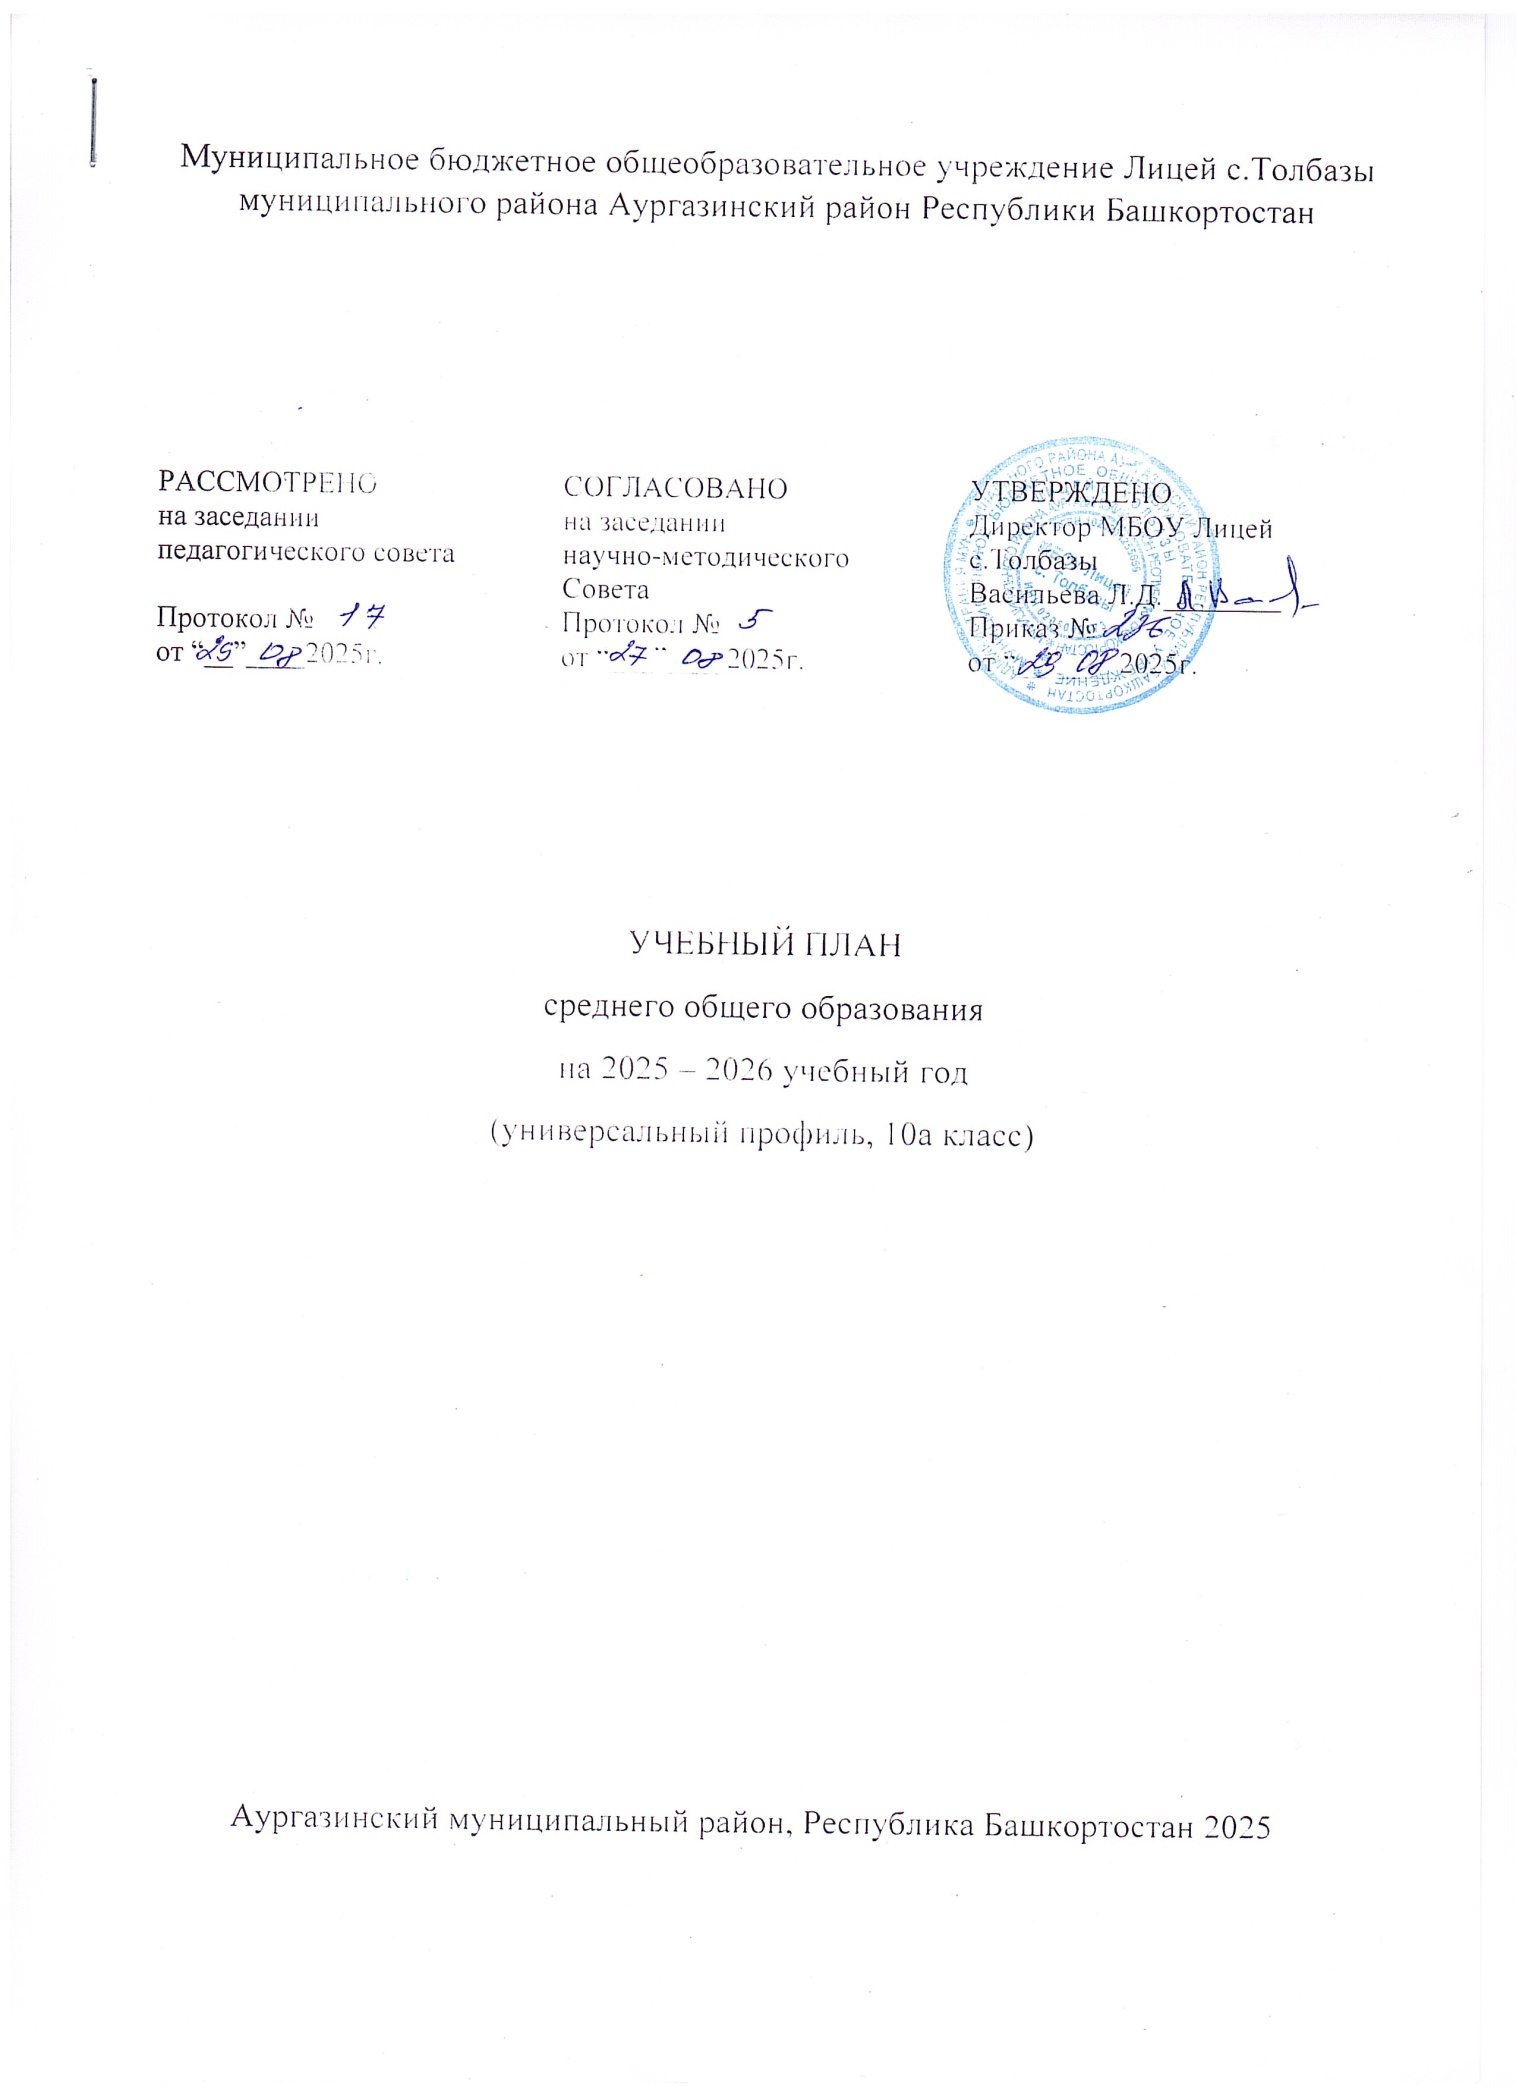 Муниципальное бюджетное общеобразовательное учреждение Лицей с.Толбазы
муниципального района Аургазинский район Республики Башкортостан
РАССМОТРЕНО
на заседании
педагогического совета
Протокол № 17
от “25” 08 2025г.
СОГЛАСОВАНО
на заседании
научно-методического
Совета
Протокол № 5
от “27” 08 2025г.
УТВЕРЖДЕНО
Директор МБОУ Лицей
с.Толбазы
Васильева Л.Д.
Приказ № 236
от “29 08 2025г.
УЧЕБНЫЙ ПЛАН
среднего общего образования
на 2025 – 2026 учебный год
(универсальный профиль, 10а класс)
Аургазинский муниципальный район, Республика Башкортостан 2025